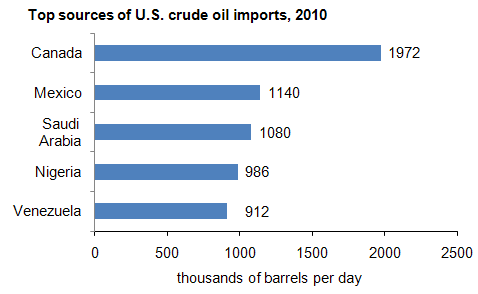 Top sources of U.S. crude oil imports, 2010
Canada 1972
Mexico 1140
Saudi
Arabia 1080
Nigeria 986
Venezuela 912
0 500 1000 1500 2000 2500
thousands of barrels per day